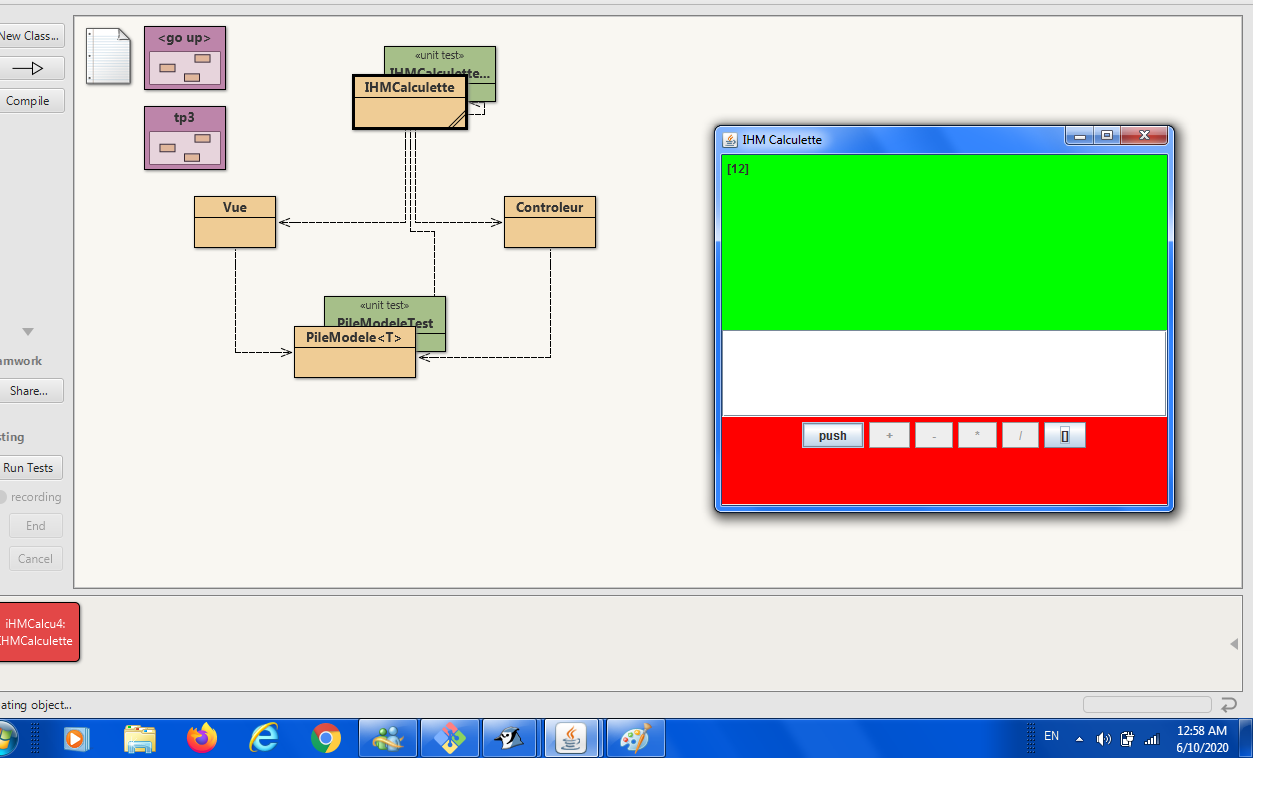 New Class...
Compile
<go up>
tp3
«unit test»
IHMCalculette...
IHMCalculette
Vue
Controleur
«unit test»
PileModeleTest
PileModele<T>
IHM Calculette
[12]
push
+
-
*
/
[]
amwork
Share...
sting
Run Tests
recording
End
Cancel
iHMCalcu4:
IHMCalculette
ating object...
EN
12:58 AM
6/10/2020